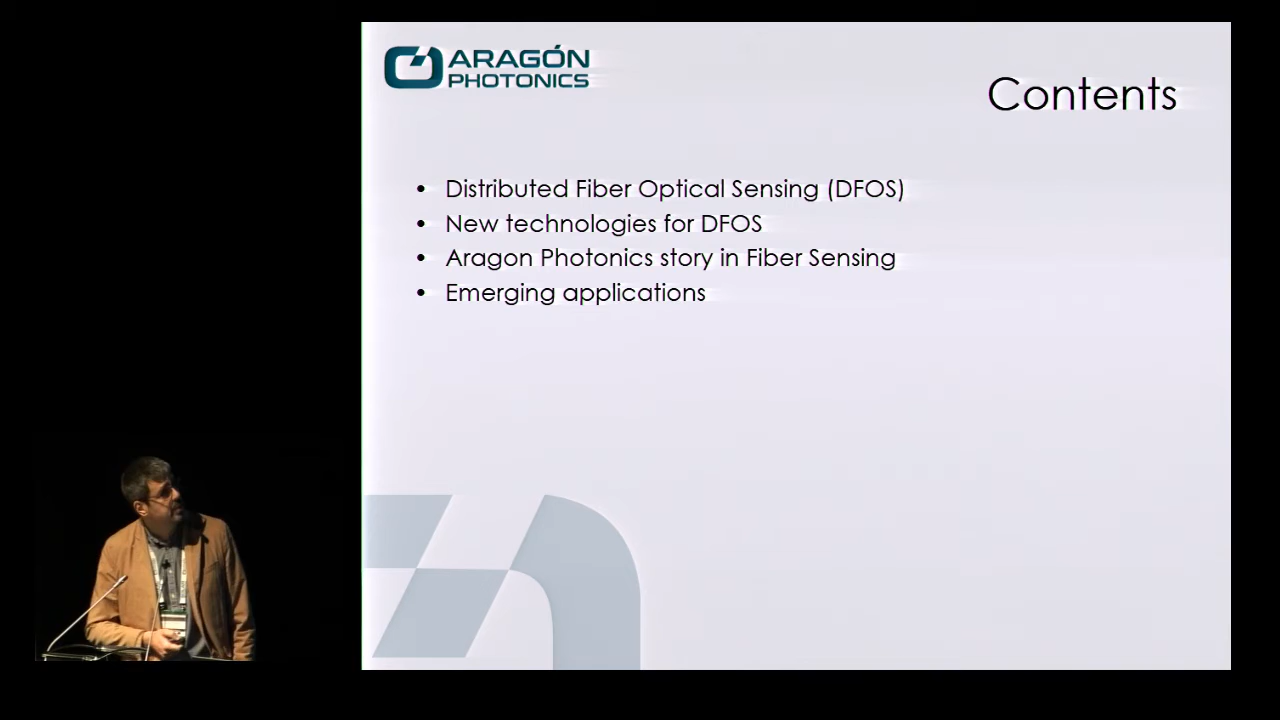 ARAGÓN
PHOTONICS
Contents
• Distributed Fiber Optical Sensing (DFOS)
• New technologies for DFOS
• Aragon Photonics story in Fiber Sensing
• Emerging applications